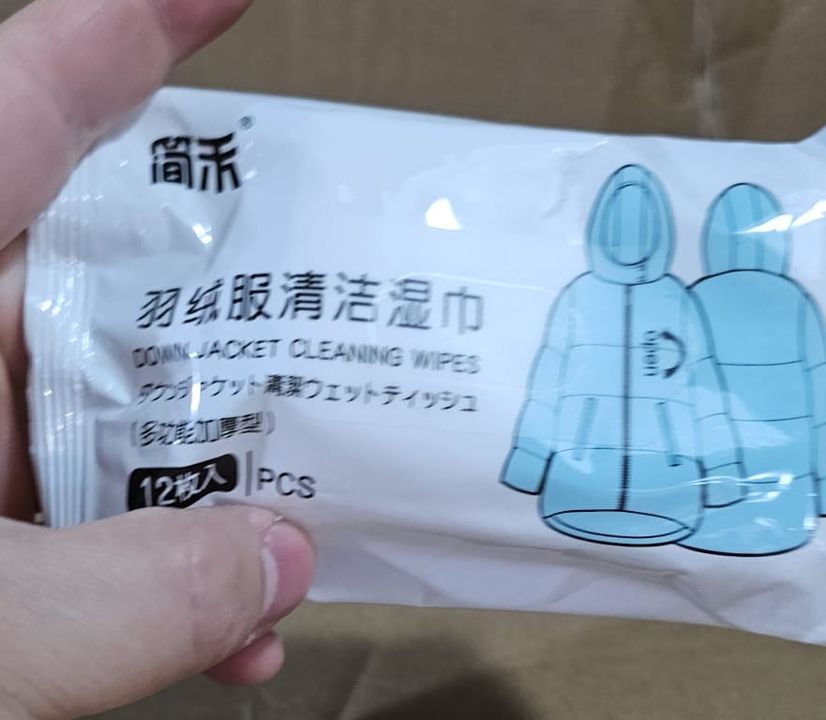 简禾®
羽绒服清洁湿巾
DOWN JACKET CLEANING WIPES
ダウンジャケット清潔ウェットティッシュ
(多功能加厚型)
12枚入 PCS
open